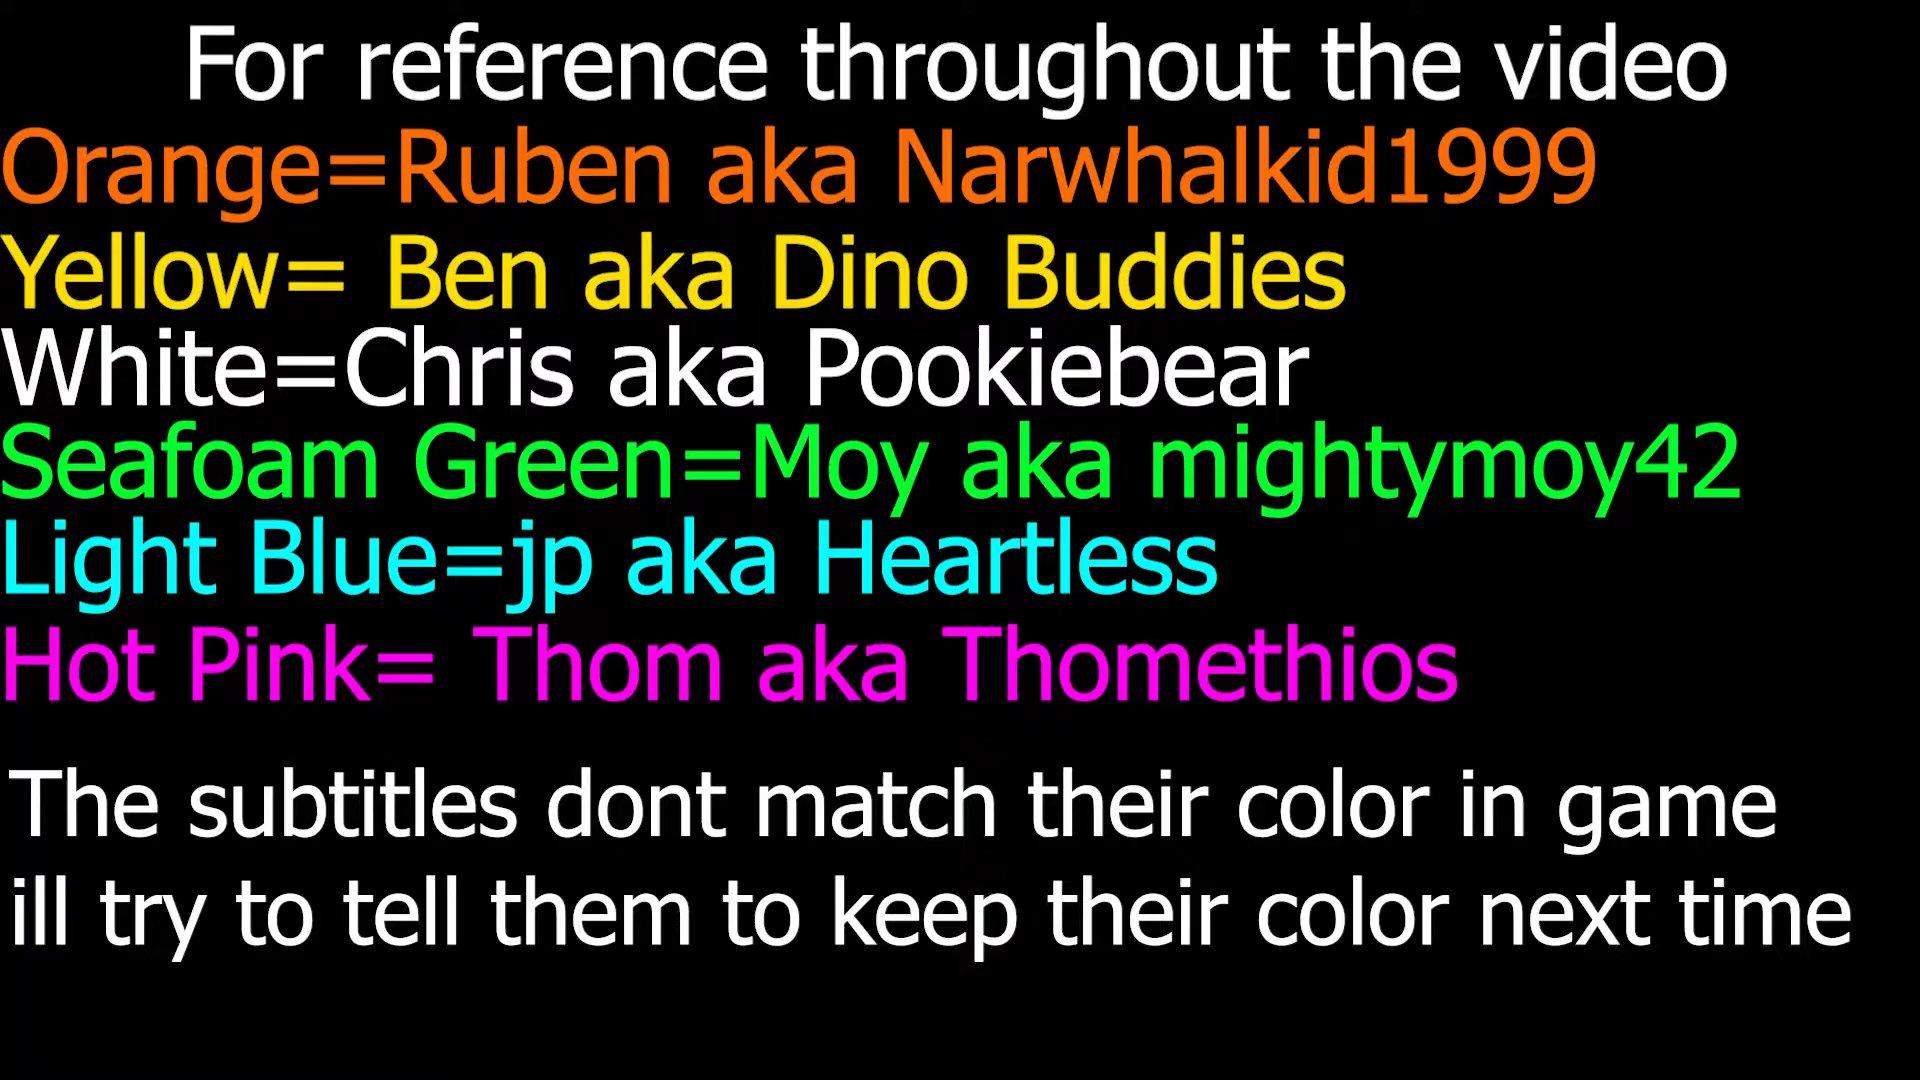 For reference throughout the video
Orange=Ruben aka Narwhalkid1999
Yellow= Ben aka Dino Buddies
White=Chris aka Pookiebear
Seafoam Green=Moy aka mightymoy42
Light Blue=jp aka Heartless
Hot Pink= Thom aka Thomethios
The subtitles dont match their color in game
ill try to tell them to keep their color next time